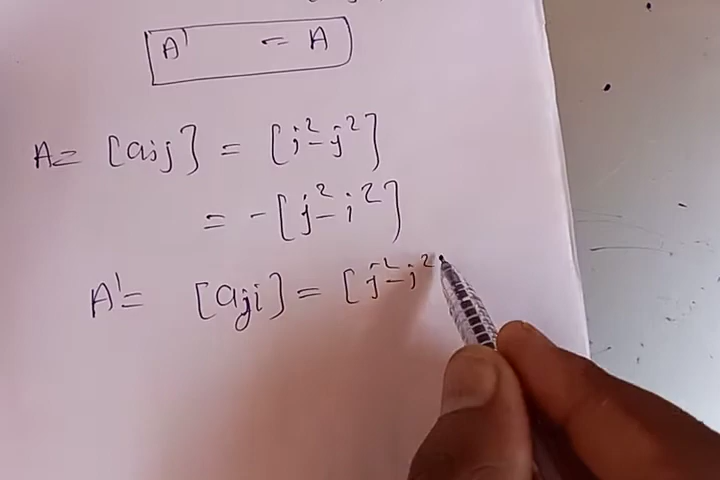 A' = A
A = [aij] = [i² - j²]
= -[j² - i²]
A' = [aji] = [j² - i²